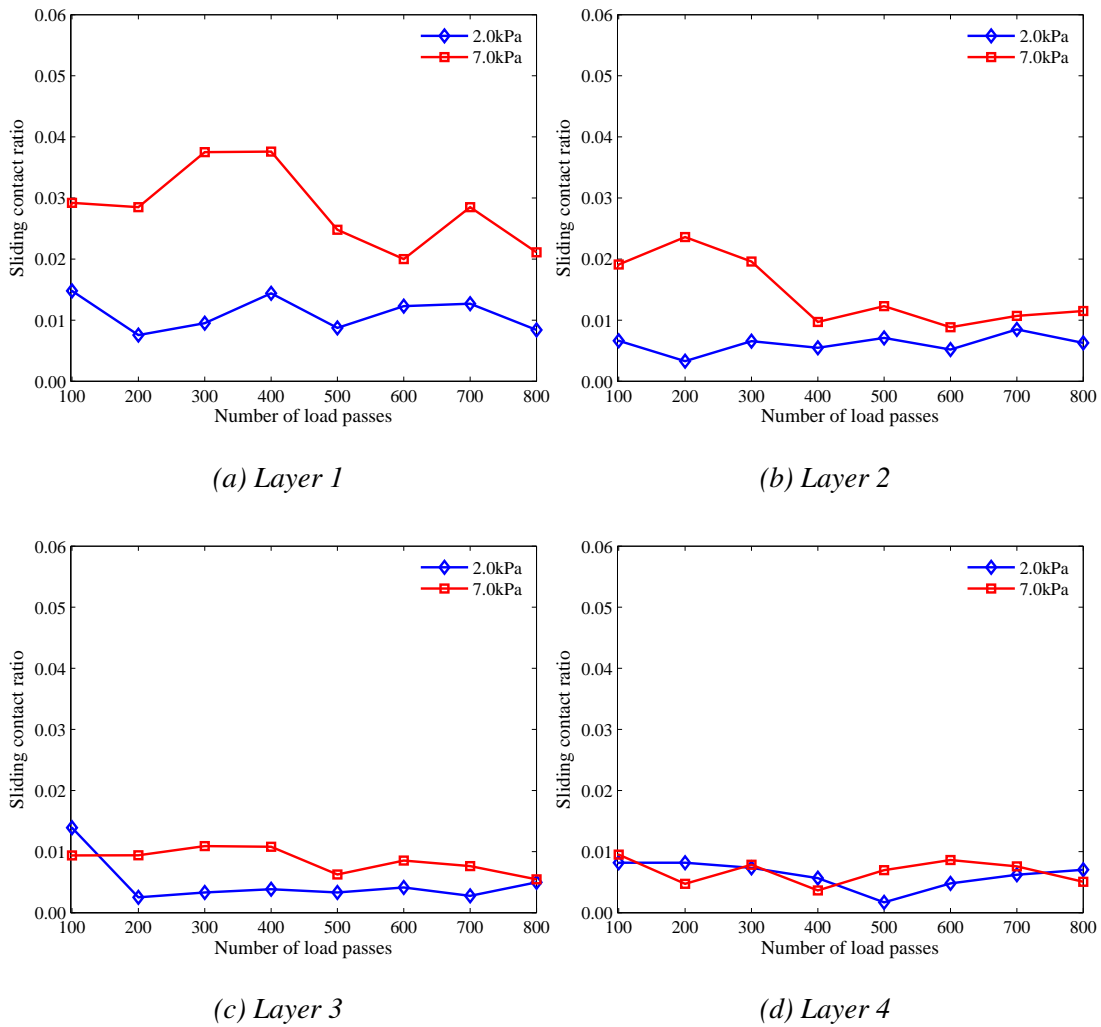 0.06
0.05
0.04
0.03
0.02
0.01
0.00
Sliding contact ratio
2.0kPa
7.0kPa
100 200 300 400 500 600 700 800
Number of load passes
(a) Layer 1
0.06
0.05
0.04
0.03
0.02
0.01
0.00
Sliding contact ratio
2.0kPa
7.0kPa
100 200 300 400 500 600 700 800
Number of load passes
(b) Layer 2
0.06
0.05
0.04
0.03
0.02
0.01
0.00
Sliding contact ratio
2.0kPa
7.0kPa
100 200 300 400 500 600 700 800
Number of load passes
(c) Layer 3
0.06
0.05
0.04
0.03
0.02
0.01
0.00
Sliding contact ratio
2.0kPa
7.0kPa
100 200 300 400 500 600 700 800
Number of load passes
(d) Layer 4